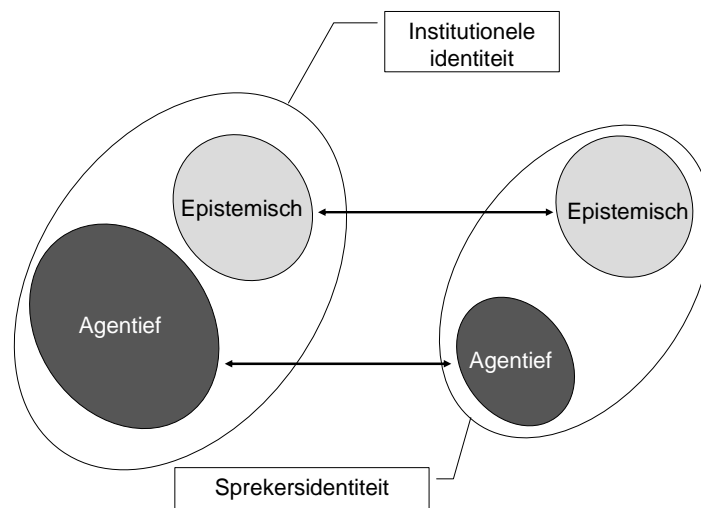 Institutionele
identiteit
Epistemisch
Epistemisch
Agentief
Agentief
Sprekersidentiteit